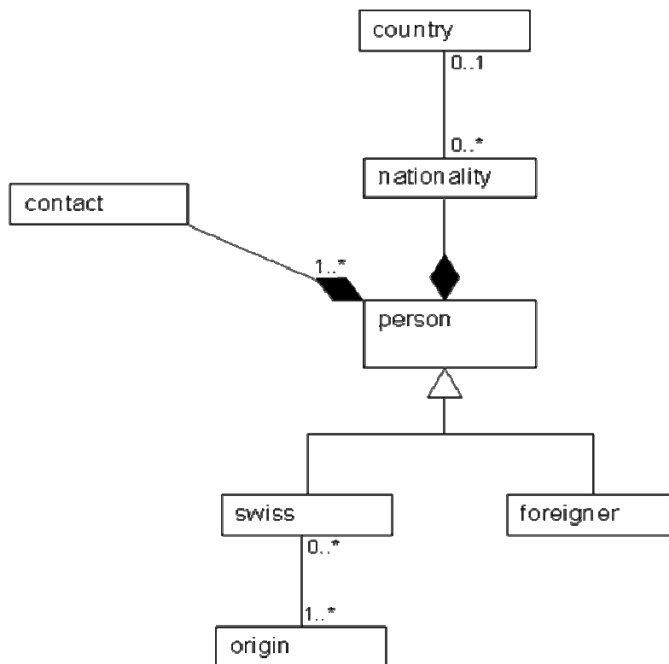 country
0..1
0..*
nationality
contact
1..*
person
swiss
foreigner
0..*
1..*
origin